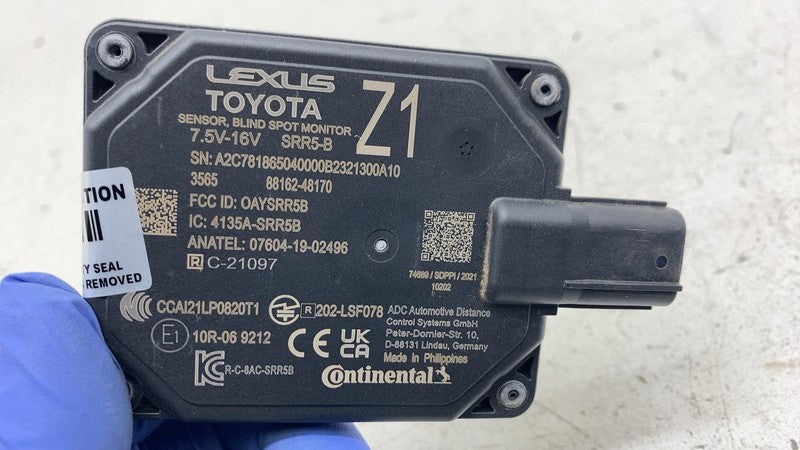 LEXUS
TOYOTA
Z1
SENSOR, BLIND SPOT MONITOR
7.5V-16V SRR5-B
SN: A2C781865040000B2321300A10
3565 88162-48170
FCC ID: OAYSRR5B
IC: 4135A-SRR5B
ANATEL: 07604-19-02496
R C-21097
74669 / SDPPI / 2021
10202
TION
Y SEAL
REMOVED
CCAI21LP0820T1
R 202-LSF078
ADC Automotive Distance
Control Systems GmbH
Peter-Dornier-Str. 10,
D-88131 Lindau, Germany
Made in Philippines
E1 10R-06 9212
CE UK CA
R-C-8AC-SRR5B
Continental